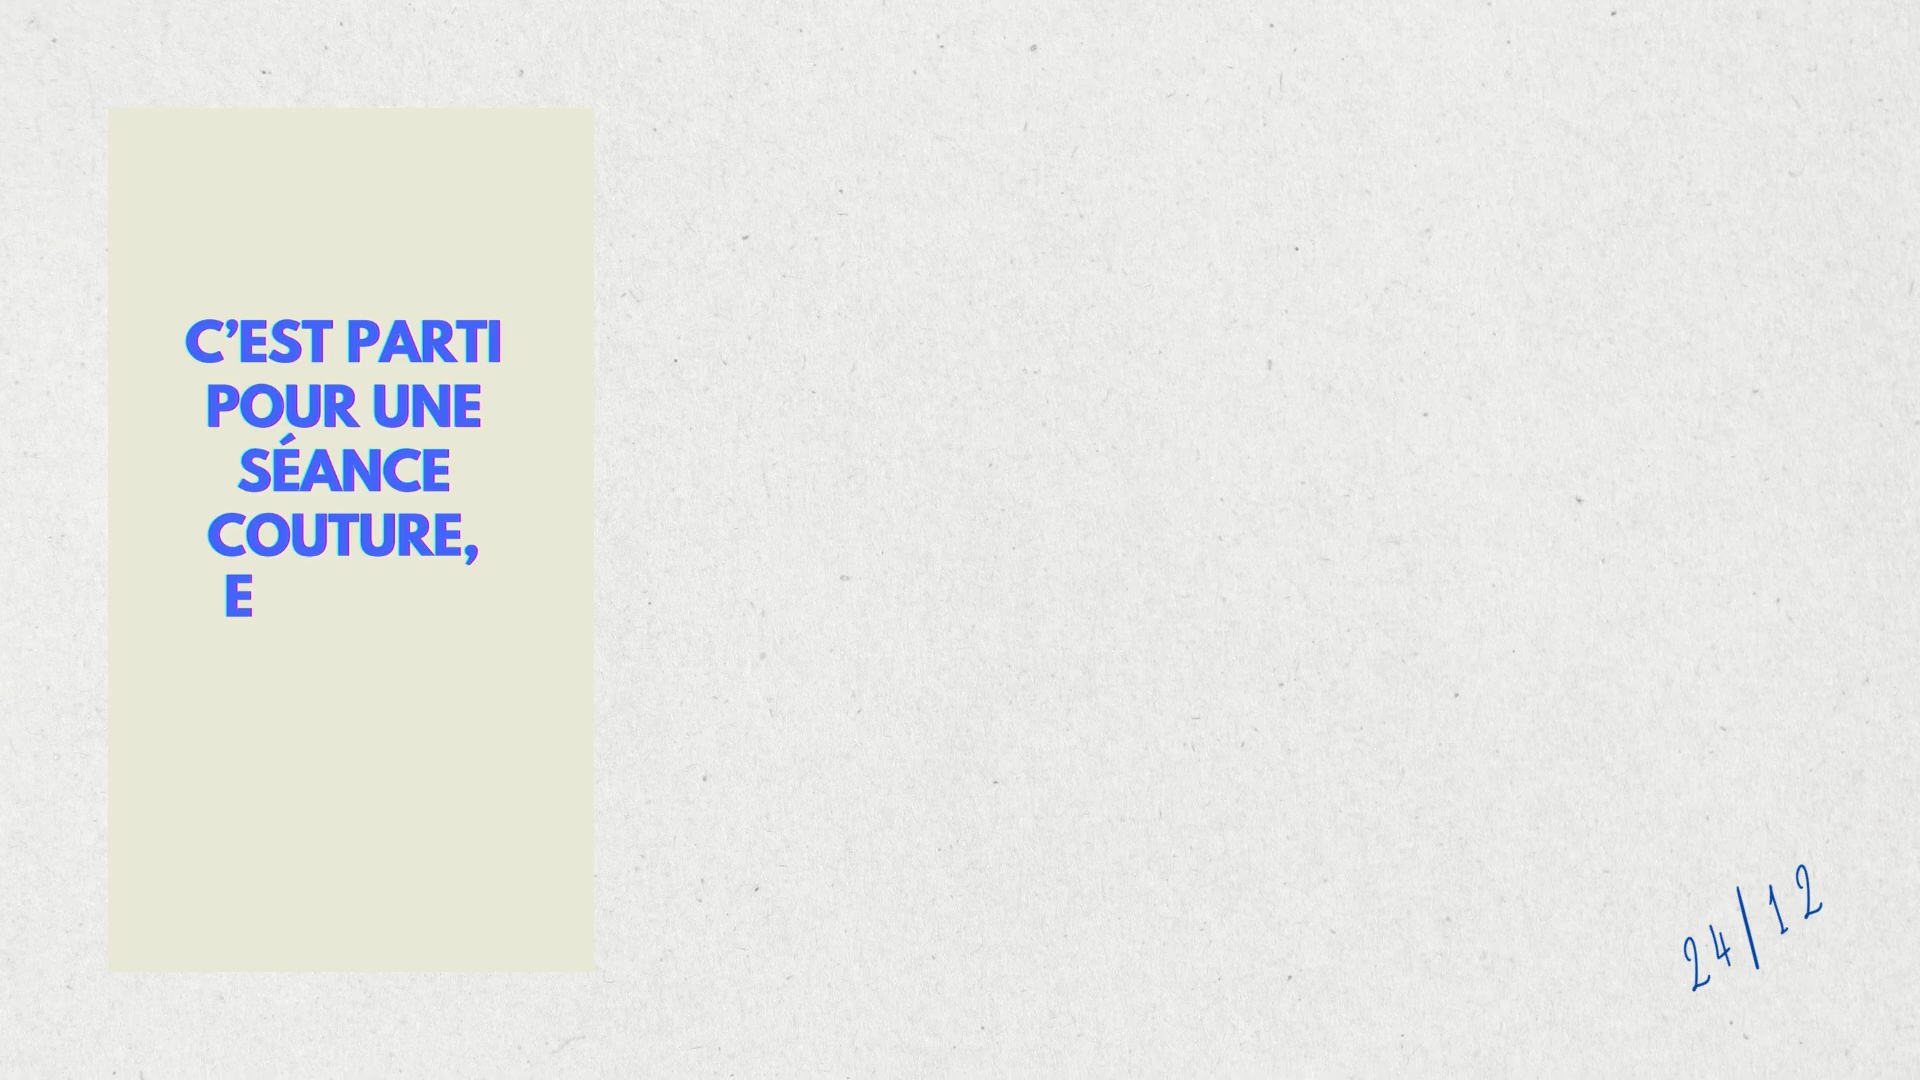 C’EST PARTI
POUR UNE
SÉANCE
COUTURE,
E
24/12